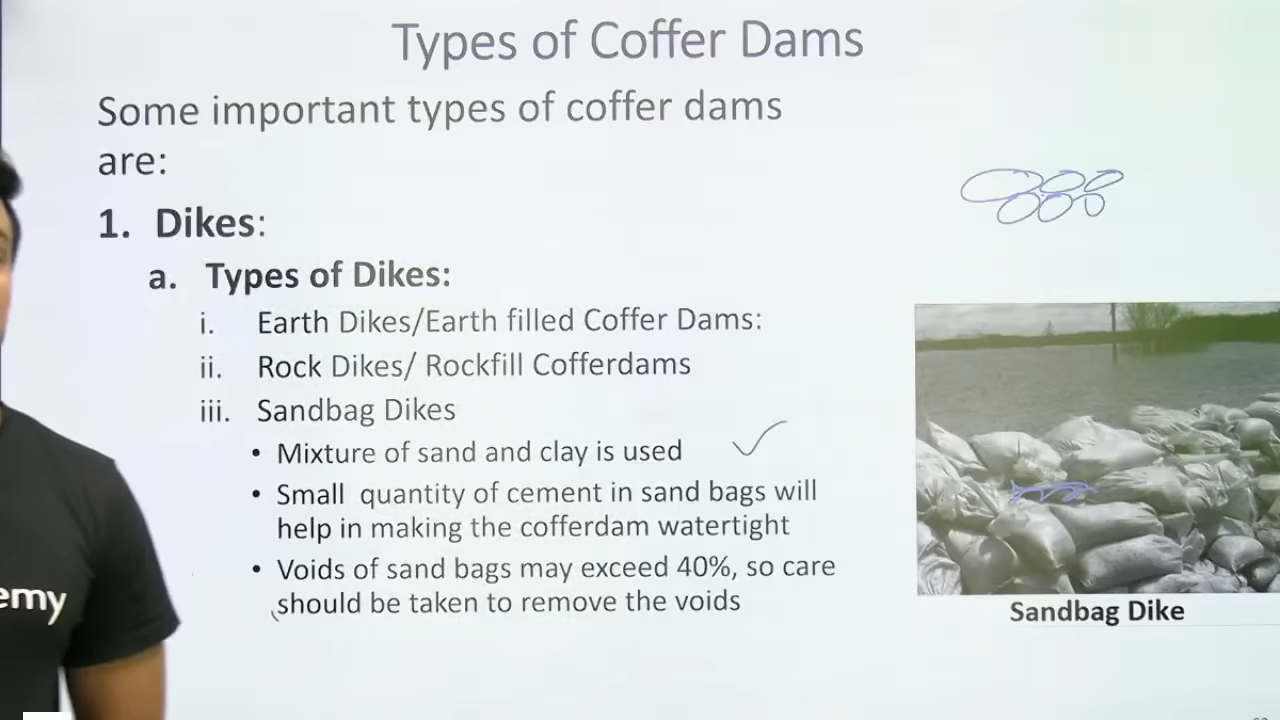 Types of Coffer Dams
Some important types of coffer dams
are:
1. Dikes:
a. Types of Dikes:
i. Earth Dikes/Earth filled Coffer Dams:
ii. Rock Dikes/ Rockfill Cofferdams
iii. Sandbag Dikes
• Mixture of sand and clay is used
• Small quantity of cement in sand bags will
help in making the cofferdam watertight
• Voids of sand bags may exceed 40%, so care
should be taken to remove the voids
Sandbag Dike
emy